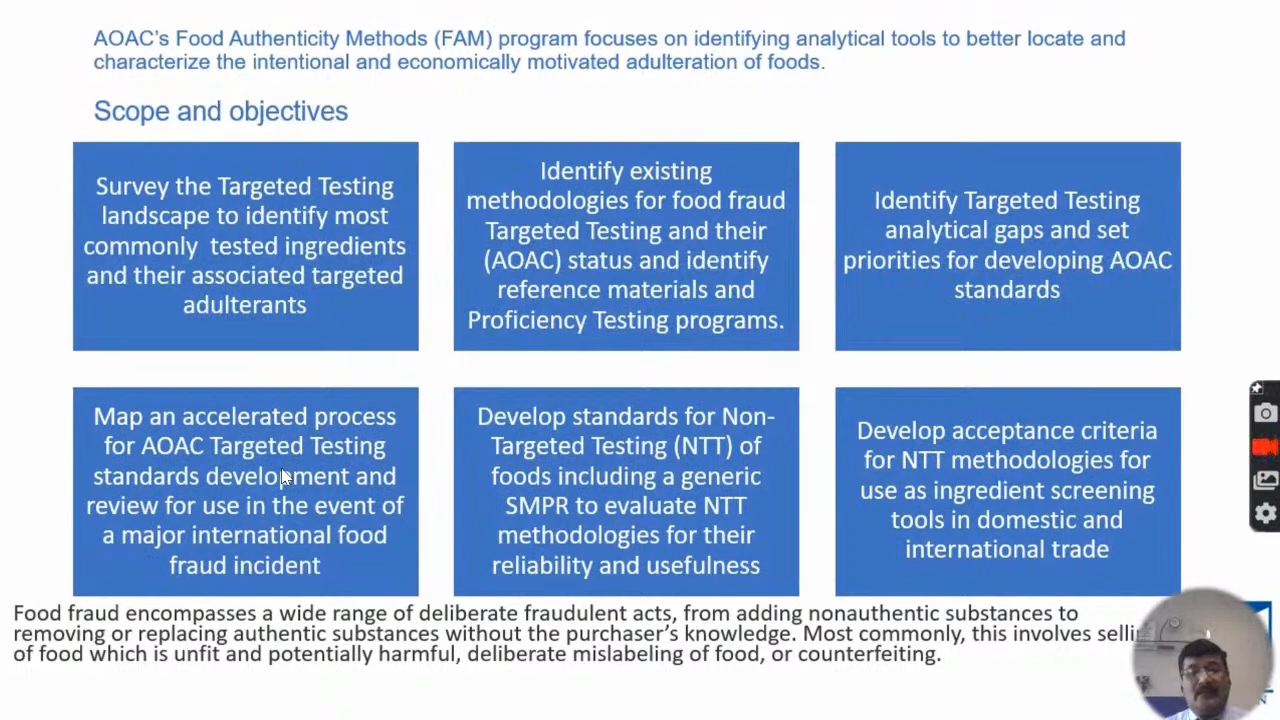 AOAC's Food Authenticity Methods (FAM) program focuses on identifying analytical tools to better locate and
characterize the intentional and economically motivated adulteration of foods.
Scope and objectives
Survey the Targeted Testing
landscape to identify most
commonly tested ingredients
and their associated targeted
adulterants
Identify existing
methodologies for food fraud
Targeted Testing and their
(AOAC) status and identify
reference materials and
Proficiency Testing programs.
Identify Targeted Testing
analytical gaps and set
priorities for developing AOAC
standards
Map an accelerated process
for AOAC Targeted Testing
standards development and
review for use in the event of
a major international food
fraud incident
Develop standards for Non-
Targeted Testing (NTT) of
foods including a generic
SMPR to evaluate NTT
methodologies for their
reliability and usefulness
Develop acceptance criteria
for NTT methodologies for
use as ingredient screening
tools in domestic and
international trade
Food fraud encompasses a wide range of deliberate fraudulent acts, from adding nonauthentic substances to
removing or replacing authentic substances without the purchaser's knowledge. Most commonly, this involves
of food which is unfit and potentially harmful, deliberate mislabeling of food, or counterfeiting.